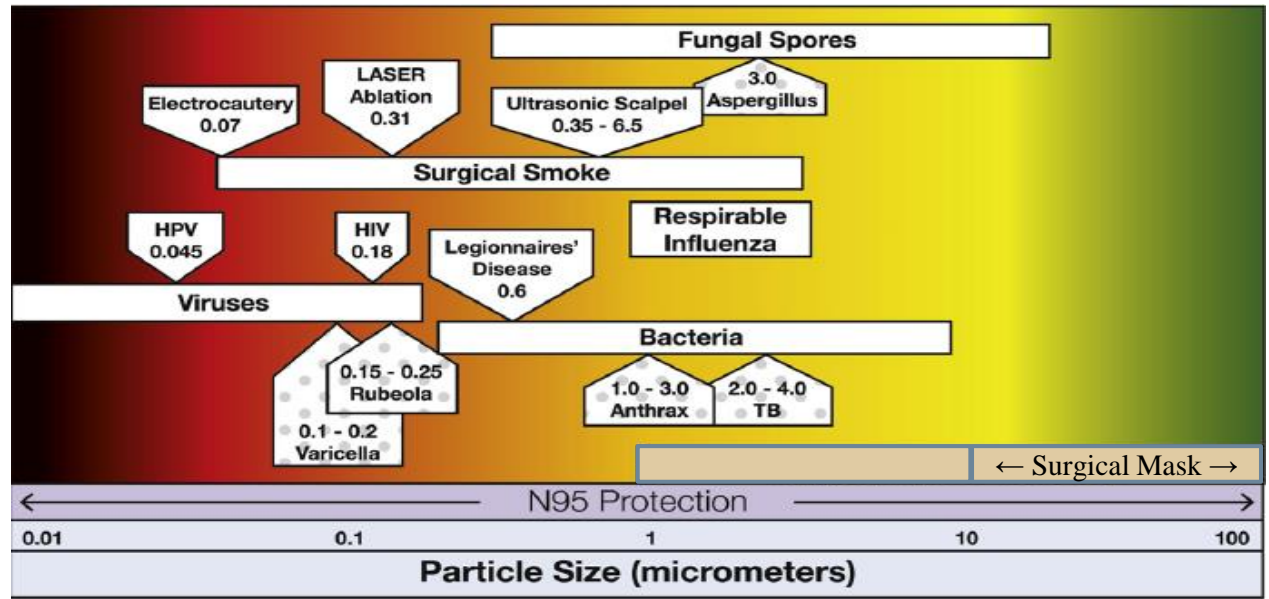 Fungal Spores
3.0
Aspergillus
LASER
Ablation
0.31
Electrocautery
0.07
Ultrasonic Scalpel
0.35 - 6.5
Surgical Smoke
Respirable
Influenza
HPV
0.045
HIV
0.18
Legionnaires'
Disease
0.6
Viruses
Bacteria
0.15 - 0.25
Rubeola
0.1 - 0.2
Varicella
1.0 - 3.0
Anthrax
2.0 - 4.0
TB
← Surgical Mask →
N95 Protection
0.01 0.1 1 10 100
Particle Size (micrometers)